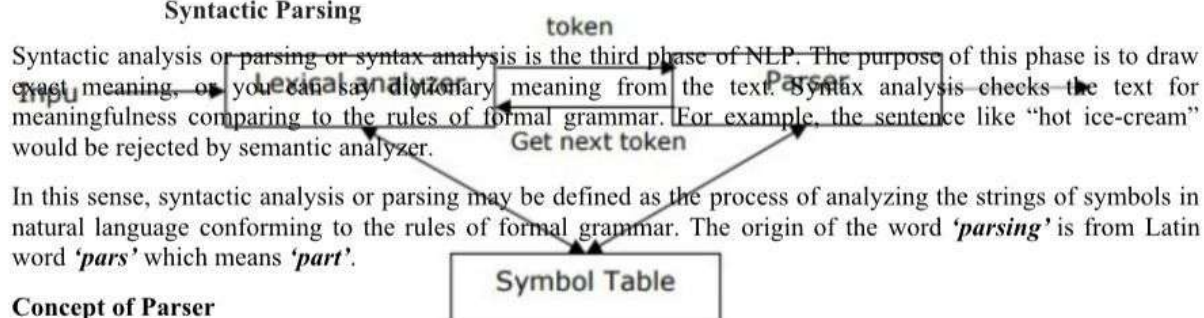 Syntactic Parsing
token
Syntactic analysis or parsing or syntax analysis is the third phase of NLP. The purpose of this phase is to draw
exact meaning, or you can say dictionary meaning from the text. Syntax analysis checks the text for
Inpu Lexical analyzer Parser
meaningfulness comparing to the rules of formal grammar. For example, the sentence like “hot ice-cream”
would be rejected by semantic analyzer.
Get next token
In this sense, syntactic analysis or parsing may be defined as the process of analyzing the strings of symbols in
natural language conforming to the rules of formal grammar. The origin of the word ‘parsing’ is from Latin
word ‘pars’ which means ‘part’.
Symbol Table
Concept of Parser